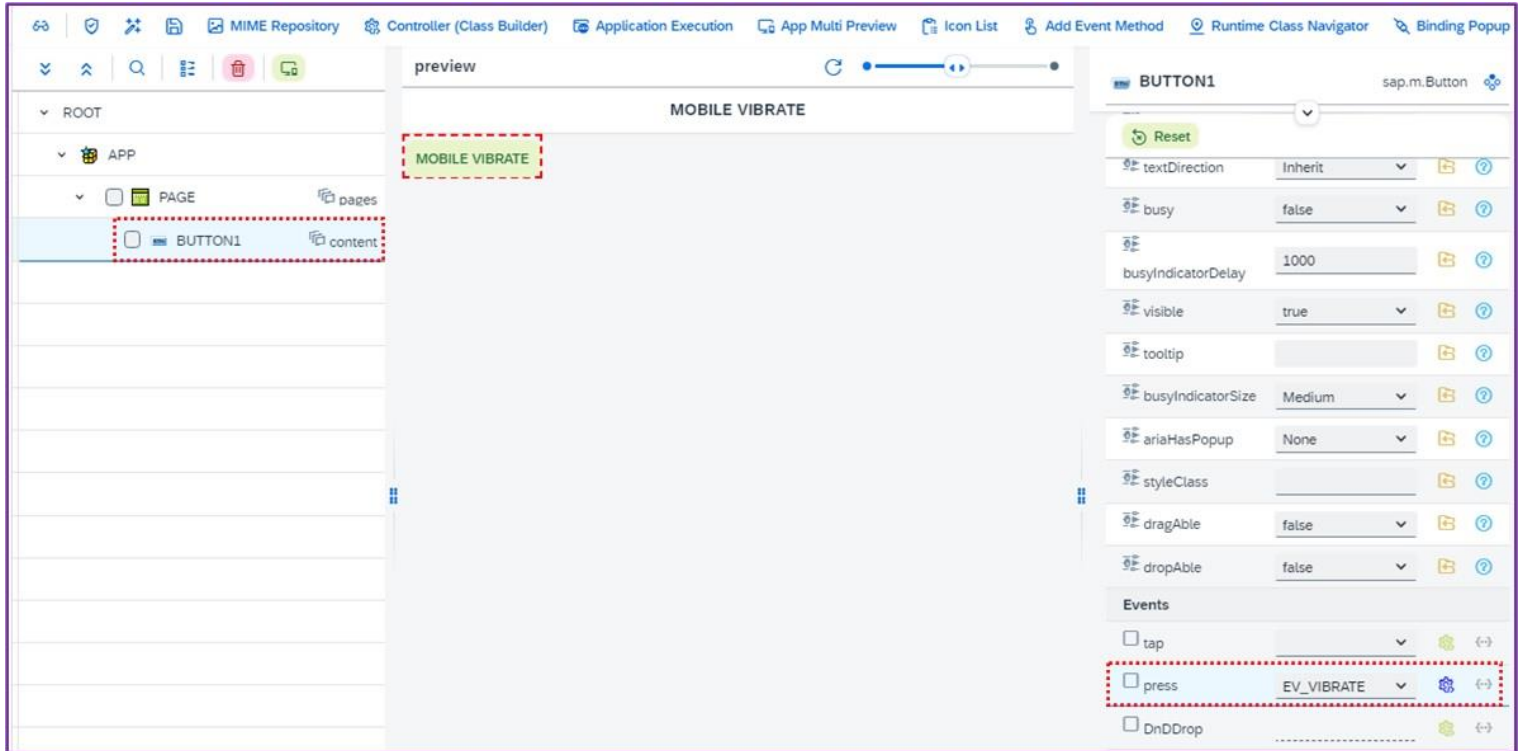 MIME Repository Controller (Class Builder) Application Execution App Multi Preview Icon List Add Event Method Runtime Class Navigator Binding Popup
preview
BUTTON1 sap.m.Button
ROOT
MOBILE VIBRATE
Reset
APP
MOBILE VIBRATE
textDirection Inherit
PAGE pages
busy false
BUTTON1 content
busyIndicatorDelay 1000
visible true
tooltip
busyIndicatorSize Medium
ariaHasPopup None
styleClass
dragAble false
dropAble false
Events
tap
press EV_VIBRATE
DnDDrop